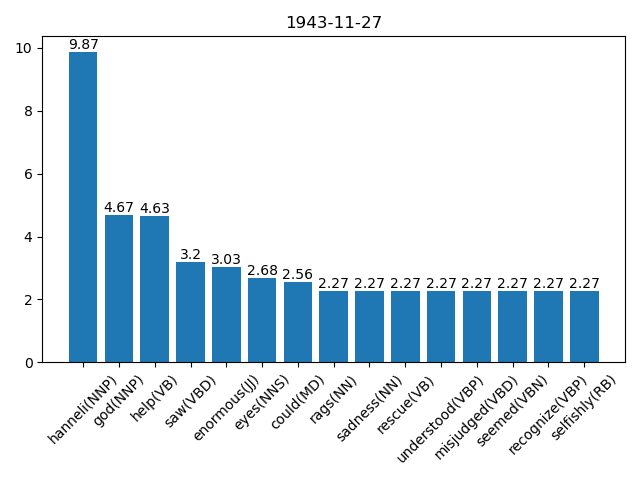 1943-11-27
10
8
6
4
2
0
9.87
4.67
4.63
3.2
3.03
2.68
2.56
2.27
2.27
2.27
2.27
2.27
2.27
2.27
2.27
hanneli(NNP)
god(NNP)
help(VB)
saw(VBD)
enormous(JJ)
eyes(NNS)
could(MD)
rags(NN)
sadness(NN)
rescue(VB)
understood(VBP)
misjudged(VBD)
seemed(VBN)
recognize(VBP)
selfishly(RB)